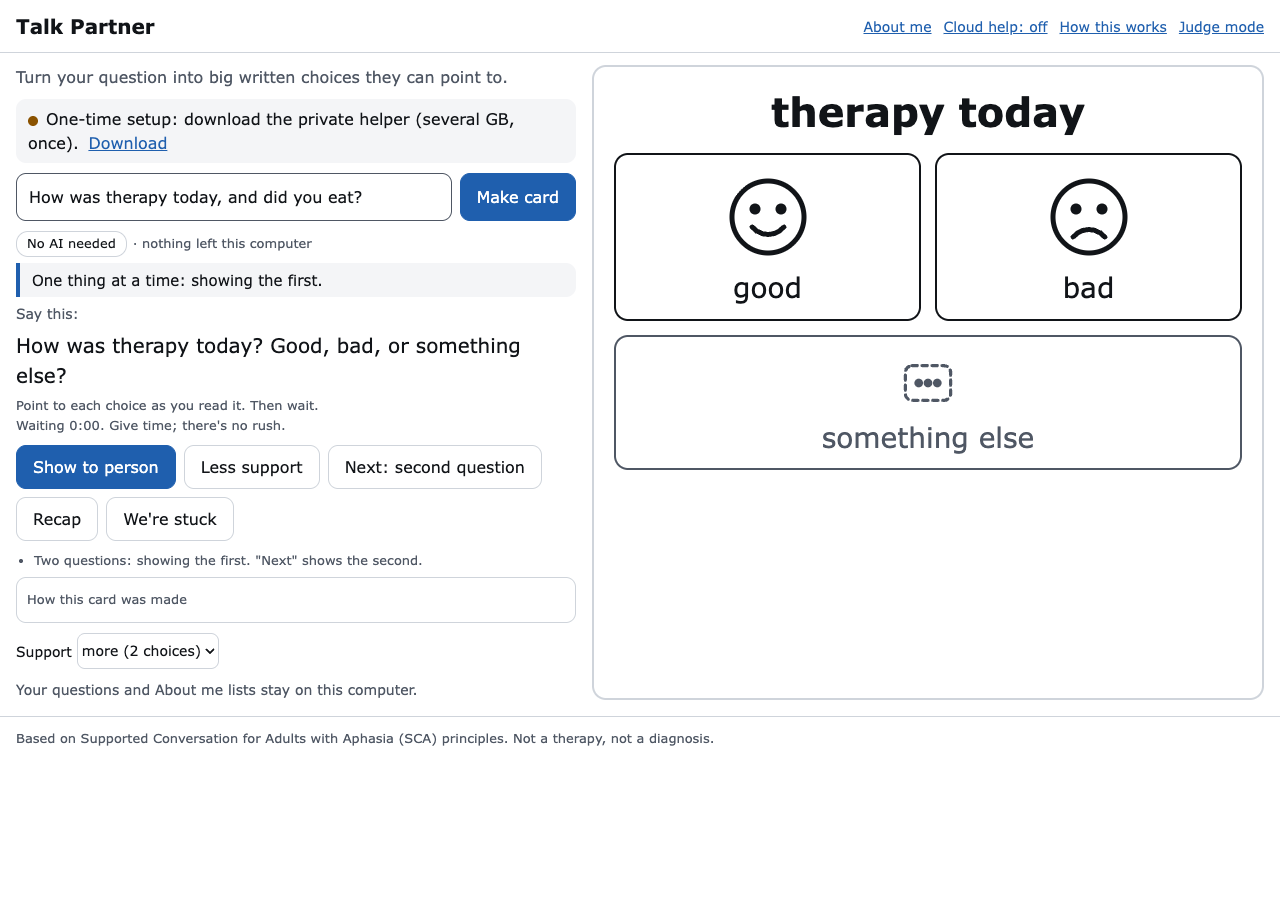 Talk Partner
About me Cloud help: off How this works Judge mode
Turn your question into big written choices they can point to.
One-time setup: download the private helper (several GB,
once). Download
How was therapy today, and did you eat?
Make card
No AI needed · nothing left this computer
One thing at a time: showing the first.
Say this:
How was therapy today? Good, bad, or something
else?
Point to each choice as you read it. Then wait.
Waiting 0:00. Give time; there's no rush.
Show to person
Less support
Next: second question
Recap
We're stuck
• Two questions: showing the first. "Next" shows the second.
How this card was made
Support more (2 choices)
Your questions and About me lists stay on this computer.
therapy today
good
bad
something else
Based on Supported Conversation for Adults with Aphasia (SCA) principles. Not a therapy, not a diagnosis.